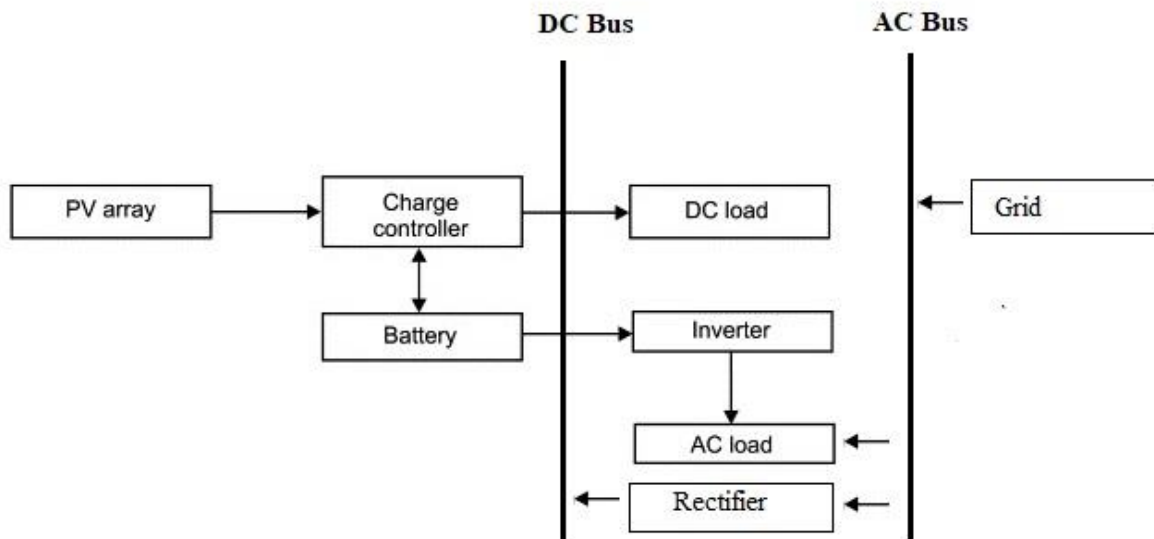 DC Bus
AC Bus
PV array
Charge
controller
DC load
Grid
Battery
Inverter
AC load
Rectifier